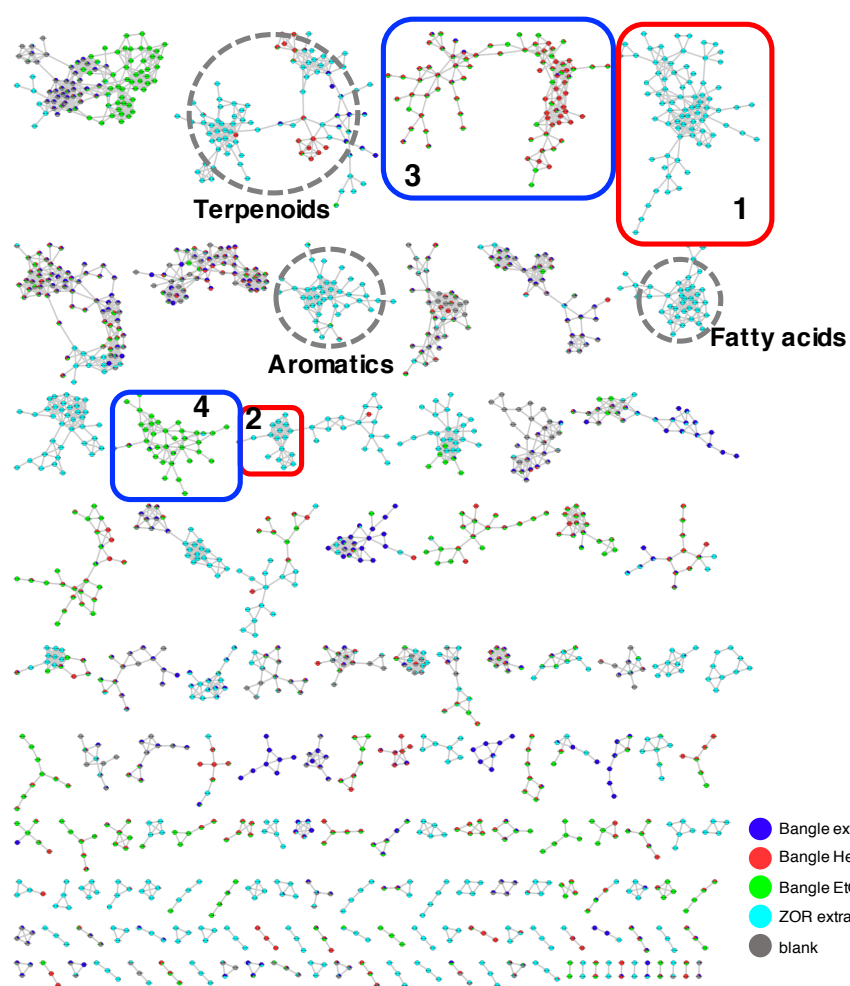 3
1
Terpenoids
Aromatics
Fatty acids
4
2
Bangle ex
Bangle He
Bangle Et
ZOR extra
blank